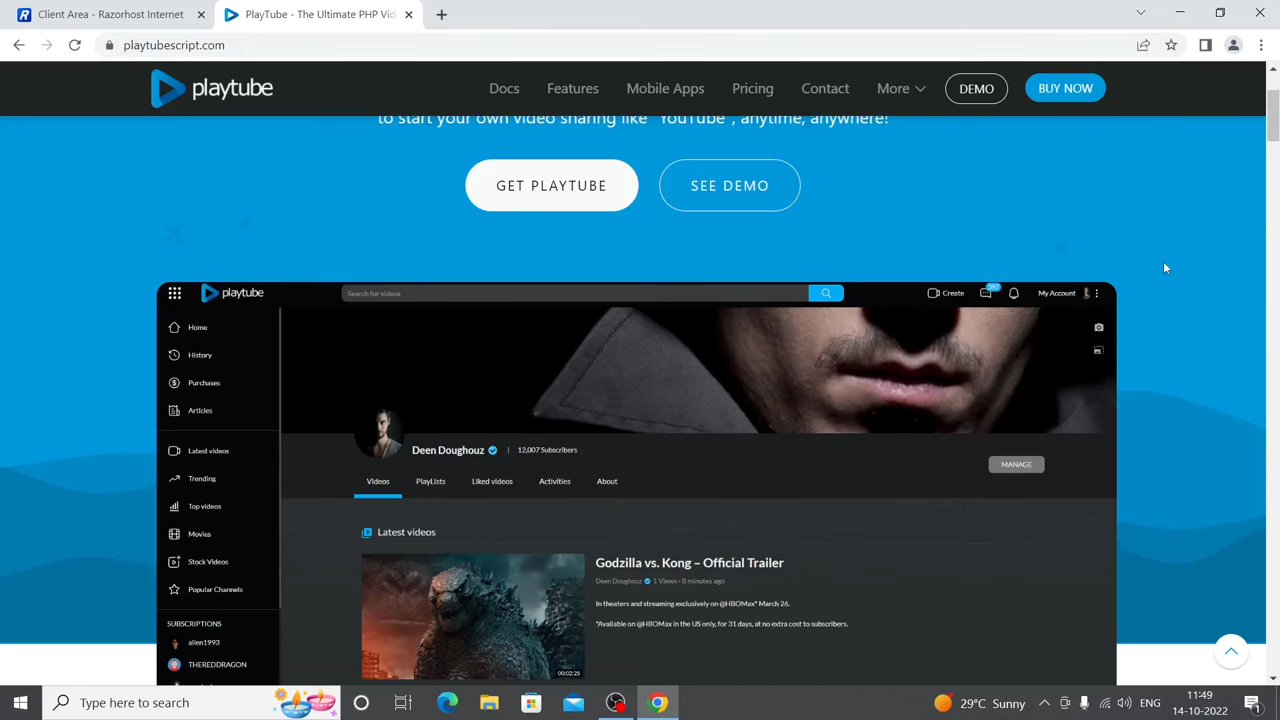 Client Area - Razorhost Internet
PlayTube - The Ultimate PHP Vid
playtubescript.com
playtube
Docs
Features
Mobile Apps
Pricing
Contact
More
DEMO
BUY NOW
to start your own video sharing like "YouTube", anytime, anywhere!
GET PLAYTUBE
SEE DEMO
playtube
Search for videos
Create
397
My Account
Home
History
Purchases
Articles
Latest videos
Trending
Top videos
Movies
Stock Videos
Popular Channels
SUBSCRIPTIONS
allen1993
THEREDDRAGON
Deen Doughouz
12,007 Subscribers
MANAGE
Videos
PlayLists
Liked videos
Activities
About
Latest videos
Godzilla vs. Kong – Official Trailer
Deen Doughouz 1 Views • 8 minutes ago
In theaters and streaming exclusively on @HBOMax* March 26.
*Available on @HBOMax in the US only, for 31 days, at no extra cost to subscribers.
00:02:25
Type here to search
29°C Sunny
ENG
11:49
14-10-2022
1